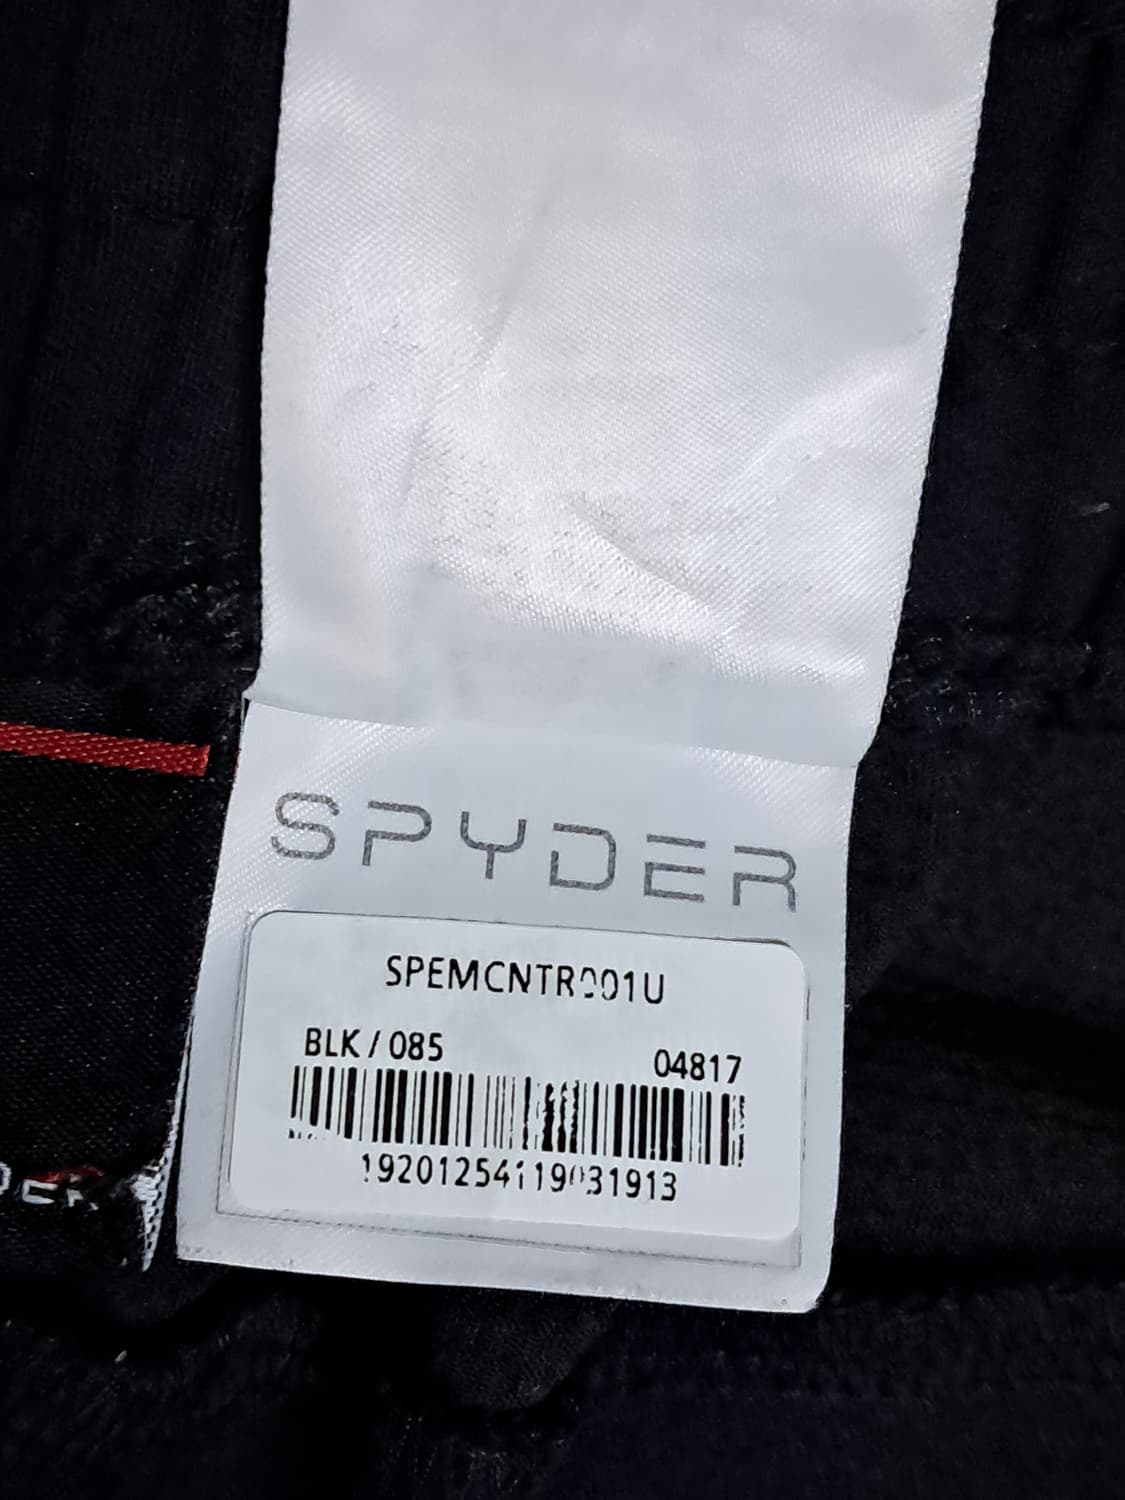 SPYDER
SPEMCNTR001U
BLK / 085
04817